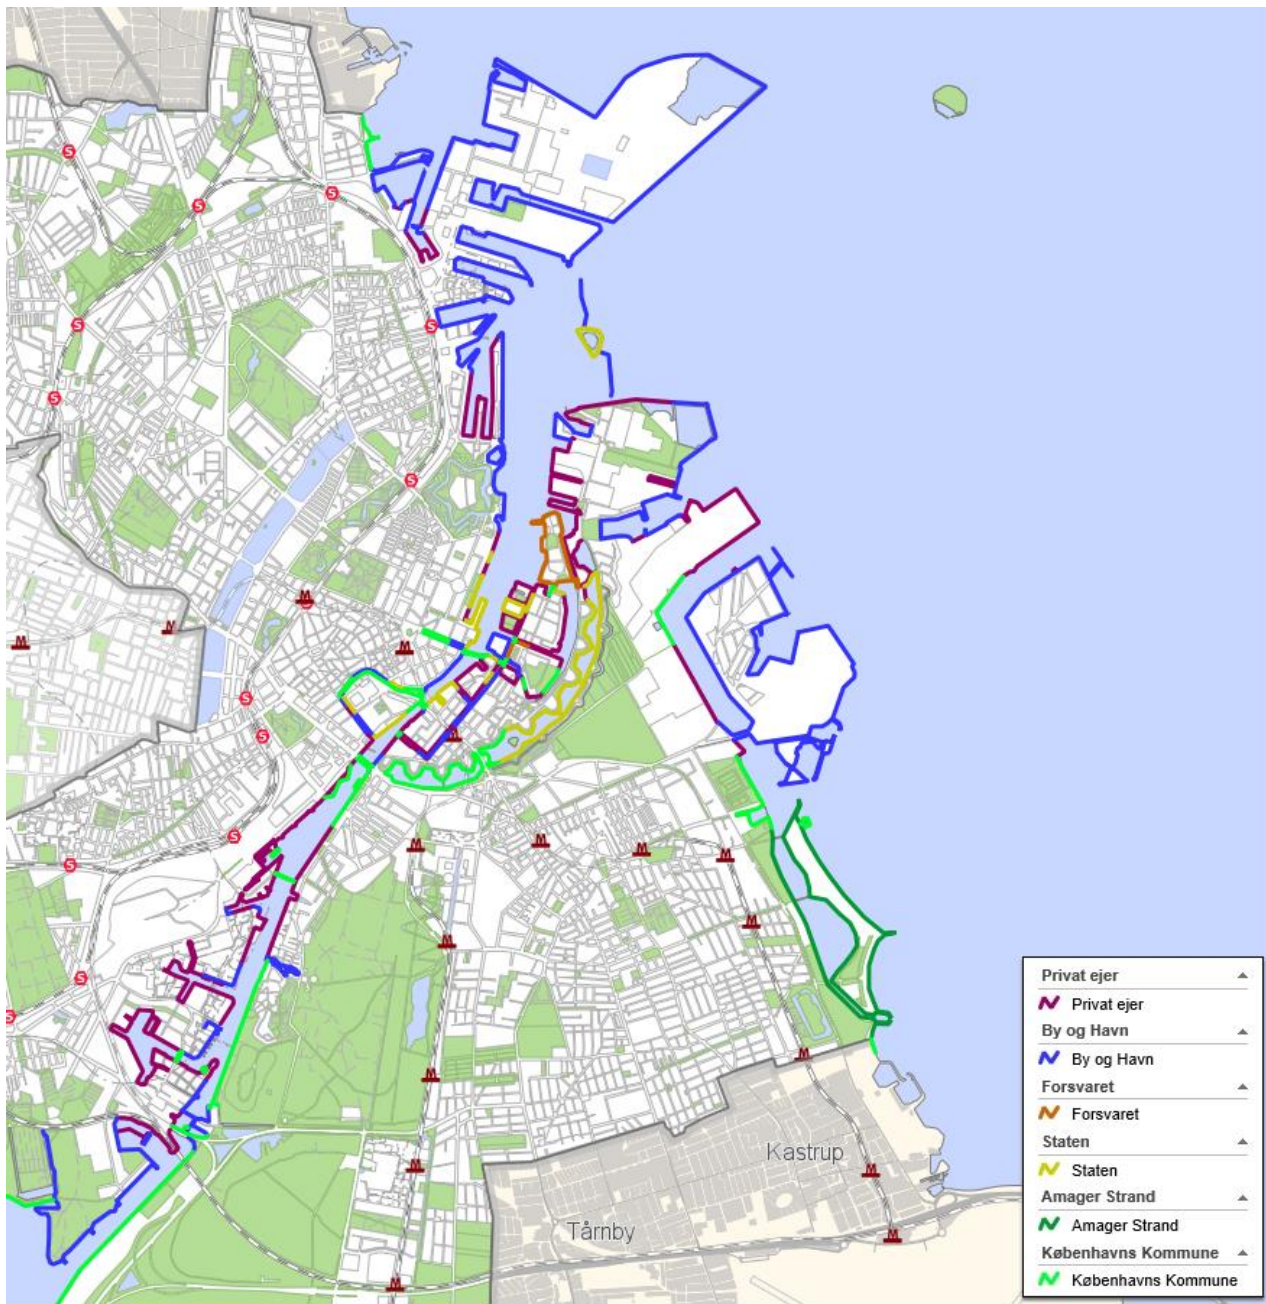 S
S
S
S
S
S
S
M
M
M
M
S
S
M
S
M
M
M
M
S
M
M
S
S
M
M
Kastrup
M
M
Tårnby
M
M
Privat ejer
Privat ejer
By og Havn
By og Havn
Forsvaret
Forsvaret
Staten
Staten
Amager Strand
Amager Strand
Københavns Kommune
Københavns Kommune